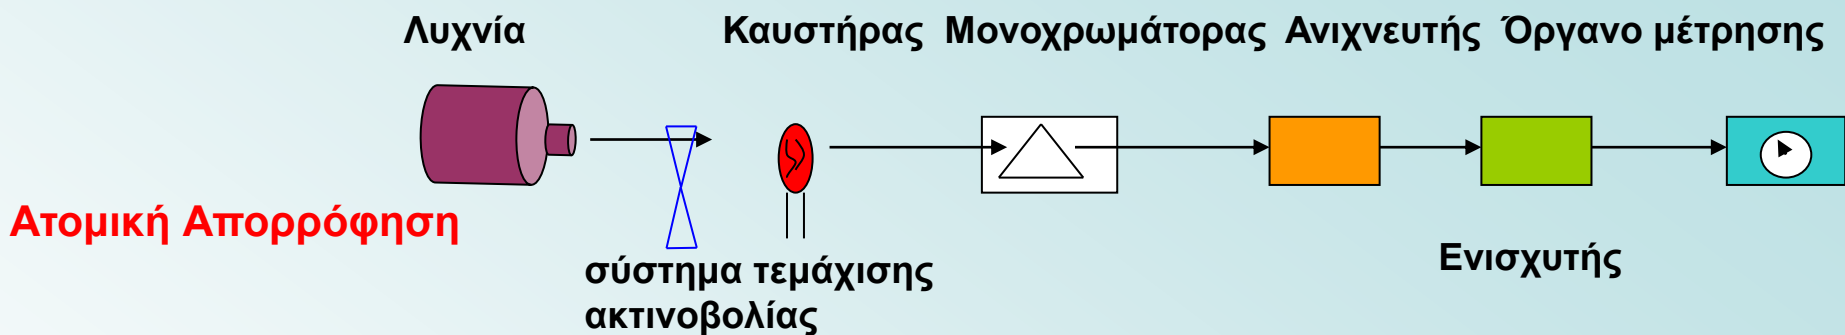 Λυχνία
Καυστήρας Μονοχρωμάτορας Ανιχνευτής Όργανο μέτρησης
Ατομική Απορρόφηση
σύστημα τεμάχισης
ακτινοβολίας
Ενισχυτής